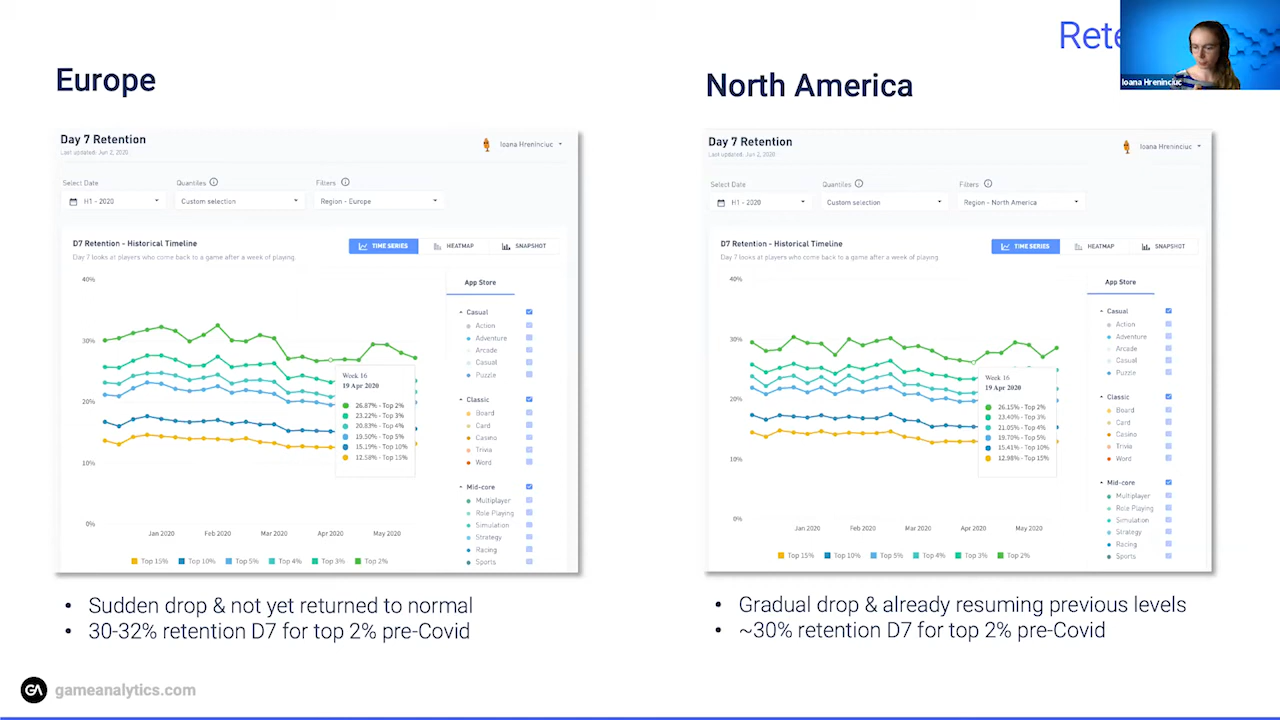 Rete
Ioana Hreninciuc
Europe
Day 7 Retention
Last updated: Jun 2, 2020
Ioana Hreninciuc
Select Date
Quantiles
Filters
H1 - 2020
Custom selection
Region - Europe
D7 Retention - Historical Timeline
TIME SERIES
HEATMAP
SNAPSHOT
Day 7 looks at players who come back to a game after a week of playing.
40%
30%
20%
10%
0%
Jan 2020
Feb 2020
Mar 2020
Apr 2020
May 2020
Week 16
19 Apr 2020
26.87% - Top 2%
23.22% - Top 3%
20.83% - Top 4%
19.50% - Top 5%
15.19% - Top 10%
12.58% - Top 15%
App Store
Casual
Action
Adventure
Arcade
Casual
Puzzle
Classic
Board
Card
Casino
Trivia
Word
Mid-core
Multiplayer
Role Playing
Simulation
Strategy
Racing
Sports
Top 15%
Top 10%
Top 5%
Top 4%
Top 3%
Top 2%
• Sudden drop & not yet returned to normal
• 30-32% retention D7 for top 2% pre-Covid
North America
Day 7 Retention
Last updated: Jun 2, 2020
Ioana Hreninciuc
Select Date
Quantiles
Filters
H1 - 2020
Custom selection
Region - North America
D7 Retention - Historical Timeline
TIME SERIES
HEATMAP
SNAPSHOT
Day 7 looks at players who come back to a game after a week of playing.
40%
30%
20%
10%
0%
Jan 2020
Feb 2020
Mar 2020
Apr 2020
May 2020
Week 16
19 Apr 2020
26.15% - Top 2%
23.40% - Top 3%
21.05% - Top 4%
19.70% - Top 5%
15.41% - Top 10%
12.98% - Top 15%
App Store
Casual
Action
Adventure
Arcade
Casual
Puzzle
Classic
Board
Card
Casino
Trivia
Word
Mid-core
Multiplayer
Role Playing
Simulation
Strategy
Racing
Sports
Top 15%
Top 10%
Top 5%
Top 4%
Top 3%
Top 2%
• Gradual drop & already resuming previous levels
• ~30% retention D7 for top 2% pre-Covid
GA
gameanalytics.com